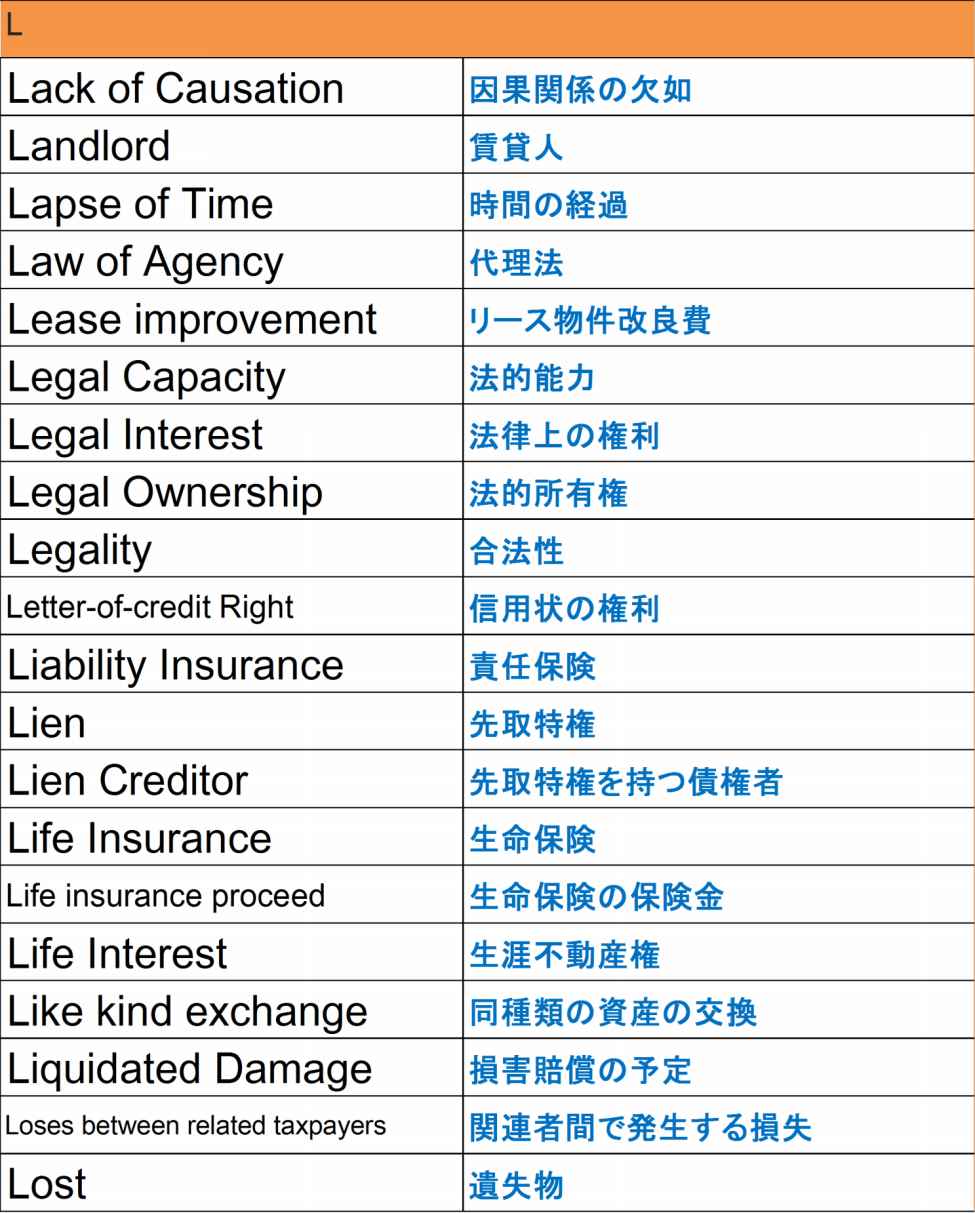 L
Lack of Causation 因果関係の欠如
Landlord 賃貸人
Lapse of Time 時間の経過
Law of Agency 代理法
Lease improvement リース物件改良費
Legal Capacity 法的能力
Legal Interest 法律上の権利
Legal Ownership 法的所有権
Legality 合法性
Letter-of-credit Right 信用状の権利
Liability Insurance 責任保険
Lien 先取特権
Lien Creditor 先取特権を持つ債権者
Life Insurance 生命保険
Life insurance proceed 生命保険の保険金
Life Interest 生涯不動産権
Like kind exchange 同種類の資産の交換
Liquidated Damage 損害賠償の予定
Loses between related taxpayers 関連者間で発生する損失
Lost 遺失物